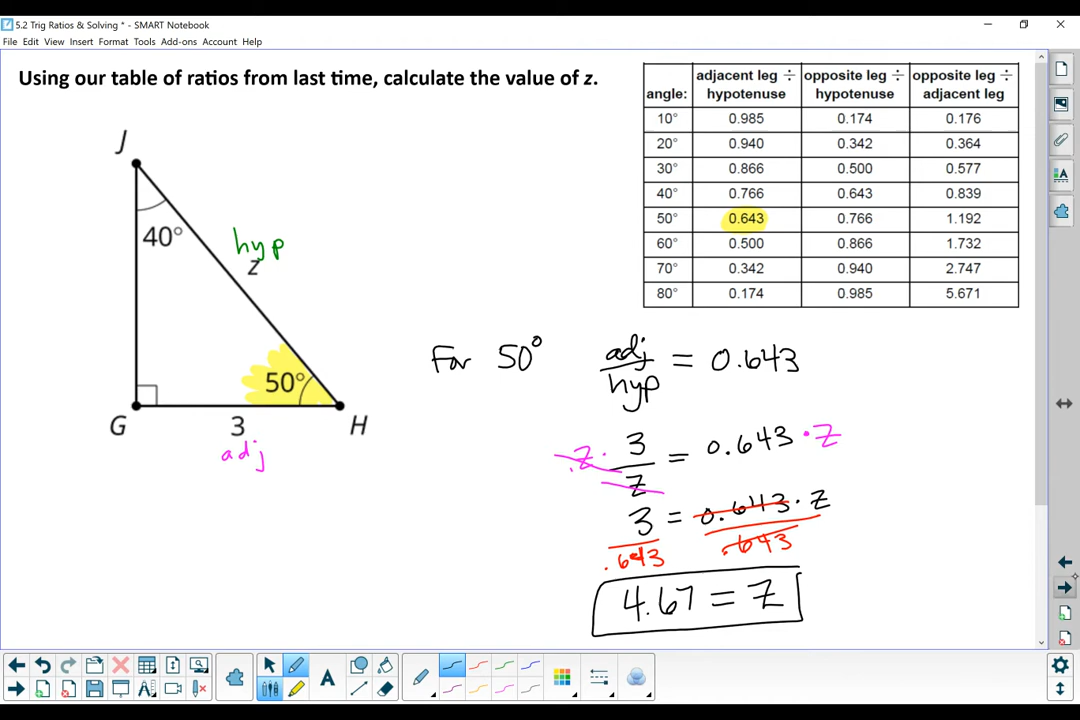 5.2 Trig Ratios & Solving * - SMART Notebook
File Edit View Insert Format Tools Add-ons Account Help
Using our table of ratios from last time, calculate the value of z.
angle: adjacent leg ÷ hypotenuse opposite leg ÷ hypotenuse opposite leg ÷ adjacent leg
10° 0.985 0.174 0.176
20° 0.940 0.342 0.364
30° 0.866 0.500 0.577
40° 0.766 0.643 0.839
50° 0.643 0.766 1.192
60° 0.500 0.866 1.732
70° 0.342 0.940 2.747
80° 0.174 0.985 5.671
J
40°
hyp
z
50°
G
3
H
adj
For 50° adj/hyp = 0.643
z · 3/z = 0.643 · z
3 = 0.643 · z
.643 .643
4.67 = z